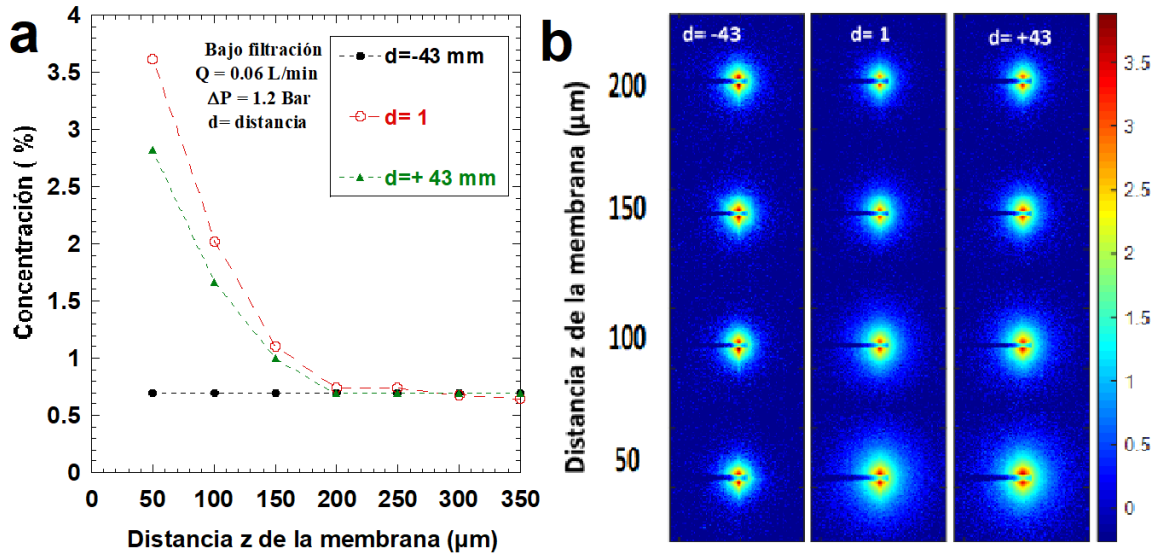 a
Bajo filtración
Q = 0.06 L/min
ΔP = 1.2 Bar
d= distancia
d=-43 mm
d= 1
d=+ 43 mm
Concentración ( %)
4
3.5
3
2.5
2
1.5
1
0.5
0
0 50 100 150 200 250 300 350
Distancia z de la membrana (µm)
b
d= -43
d= 1
d= +43
Distancia z de la membrana (µm)
200
150
100
50
3.5
3
2.5
2
1.5
1
0.5
0